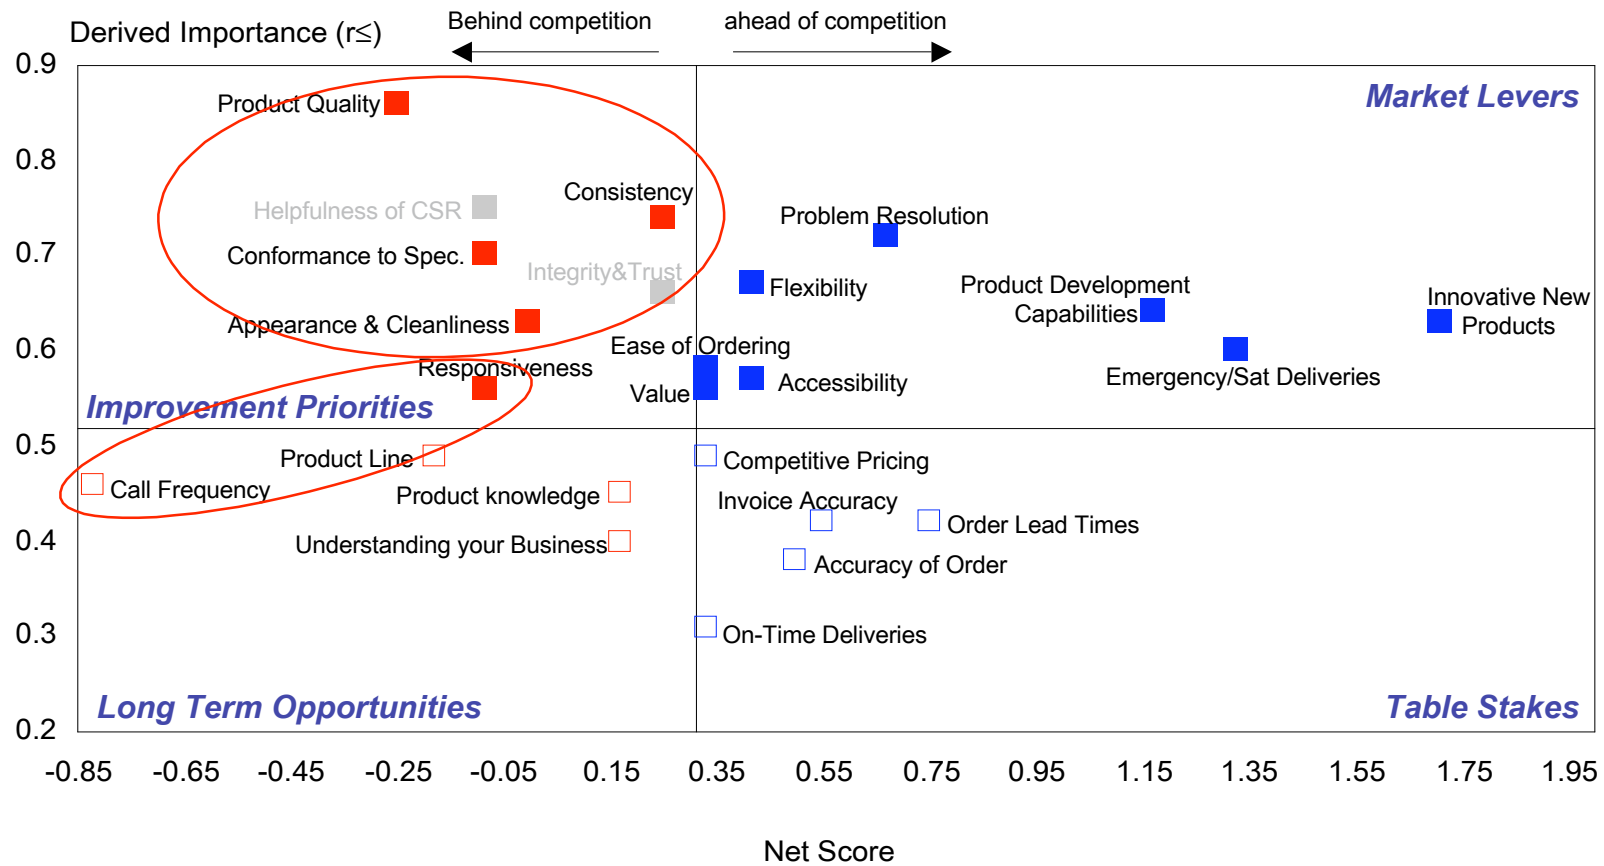 Behind competition
ahead of competition
Derived Importance (r≤)
0.9
0.8
0.7
0.6
0.5
0.4
0.3
0.2
Market Levers
Product Quality
Helpfulness of CSR
Consistency
Problem Resolution
Conformance to Spec.
Integrity&Trust
Flexibility
Product Development
Capabilities
Innovative New
Products
Appearance & Cleanliness
Ease of Ordering
Responsiveness
Value
Accessibility
Emergency/Sat Deliveries
Improvement Priorities
Product Line
Competitive Pricing
Call Frequency
Product knowledge
Invoice Accuracy
Order Lead Times
Understanding your Business
Accuracy of Order
On-Time Deliveries
Long Term Opportunities
Table Stakes
-0.85 -0.65 -0.45 -0.25 -0.05 0.15 0.35 0.55 0.75 0.95 1.15 1.35 1.55 1.75 1.95
Net Score